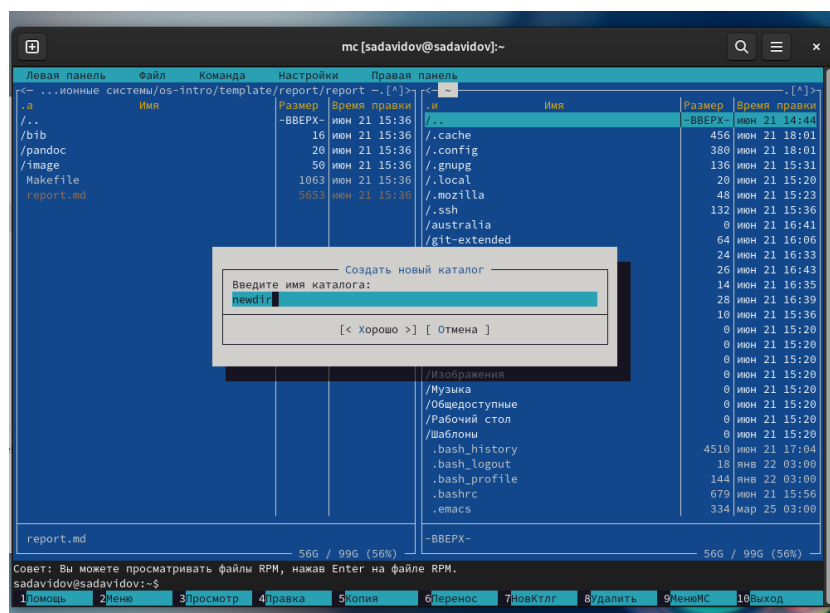 mc [sadavidov@sadavidov]:~
Левая панель Файл Команда Настройки Правая панель
<— ...ионные системы/os-intro/template/report/report —.[^]> <— ~ .[^]>
.а Имя Размер Время правки .и Имя Размер Время правки
/.. -ВВЕРХ- июн 21 15:36 /.. -ВВЕРХ- июн 21 14:44
/bib 16 июн 21 15:36 /.cache 456 июн 21 18:01
/pandoc 20 июн 21 15:36 /.config 380 июн 21 18:01
/image 50 июн 21 15:36 /.gnupg 136 июн 21 15:31
Makefile 1063 июн 21 15:36 /.local 20 июн 21 15:20
report.md 5653 июн 21 15:36 /.mozilla 48 июн 21 15:23
/.ssh 132 июн 21 15:36
/australia 0 июн 21 16:41
/git-extended 64 июн 21 16:06
24 июн 21 16:33
Создать новый каталог 26 июн 21 16:43
Введите имя каталога: 14 июн 21 16:35
newdir 28 июн 21 16:39
10 июн 21 15:36
[< Хорошо >] [ Отмена ] 0 июн 21 15:20
0 июн 21 15:20
0 июн 21 15:20
/Изображения 0 июн 21 15:20
/Музыка 0 июн 21 15:20
/Общедоступные 0 июн 21 15:20
/Рабочий стол 0 июн 21 15:20
/Шаблоны 0 июн 21 15:20
.bash_history 4510 июн 21 17:04
.bash_logout 18 янв 22 03:00
.bash_profile 144 янв 22 03:00
.bashrc 679 июн 21 15:56
.emacs 334 мар 25 03:00
report.md -ВВЕРХ-
56G / 99G (56%) 56G / 99G (56%)
Совет: Вы можете просматривать файлы RPM, нажав Enter на файле RPM.
sadavidov@sadavidov:~$
1Помощь 2Меню 3Просмотр 4Правка 5Копия 6Перенос 7НовКтлг 8Удалить 9МенюMC 10Выход